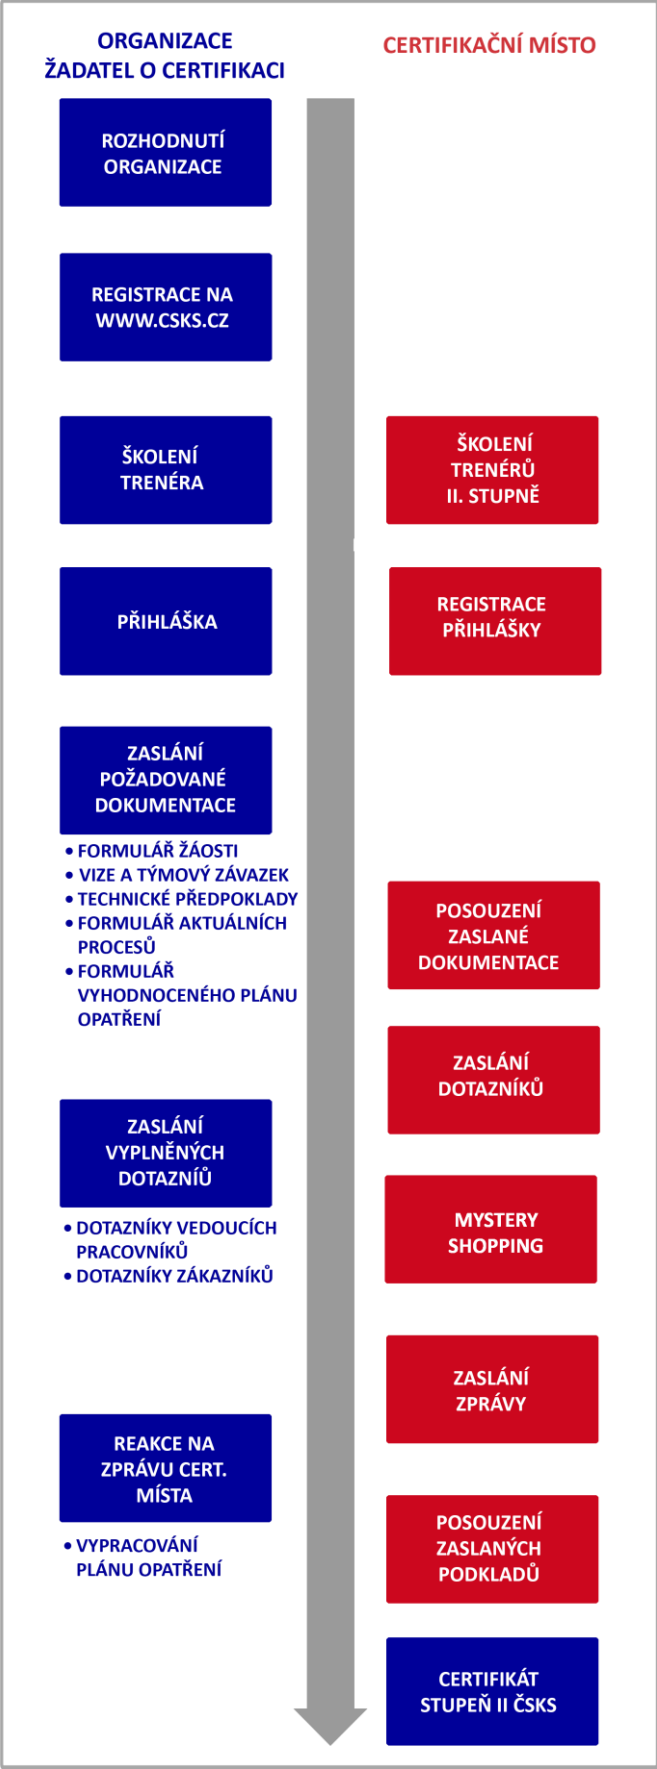 ORGANIZACE
ŽADATEL O CERTIFIKACI
CERTIFIKAČNÍ MÍSTO
ROZHODNUTÍ
ORGANIZACE
REGISTRACE NA
WWW.CSKS.CZ
ŠKOLENÍ
TRENÉRA
ŠKOLENÍ
TRENÉRŮ
II. STUPNĚ
PŘIHLÁŠKA
REGISTRACE
PŘIHLÁŠKY
ZASLÁNÍ
POŽADOVANÉ
DOKUMENTACE
• FORMULÁŘ ŽÁOSTI
• VIZE A TÝMOVÝ ZÁVAZEK
• TECHNICKÉ PŘEDPOKLADY
• FORMULÁŘ AKTUÁLNÍCH
PROCESŮ
• FORMULÁŘ
VYHODNOCENÉHO PLÁNU
OPATŘENÍ
POSOUZENÍ
ZASLANÉ
DOKUMENTACE
ZASLÁNÍ
DOTAZNÍKŮ
ZASLÁNÍ
VYPLNĚNÝCH
DOTAZNÍŮ
• DOTAZNÍKY VEDOUCÍCH
PRACOVNÍKŮ
• DOTAZNÍKY ZÁKAZNÍKŮ
MYSTERY
SHOPPING
ZASLÁNÍ
ZPRÁVY
REAKCE NA
ZPRÁVU CERT.
MÍSTA
• VYPRACOVÁNÍ
PLÁNU OPATŘENÍ
POSOUZENÍ
ZASLANÝCH
PODKLADŮ
CERTIFIKÁT
STUPEŇ II ČSKS